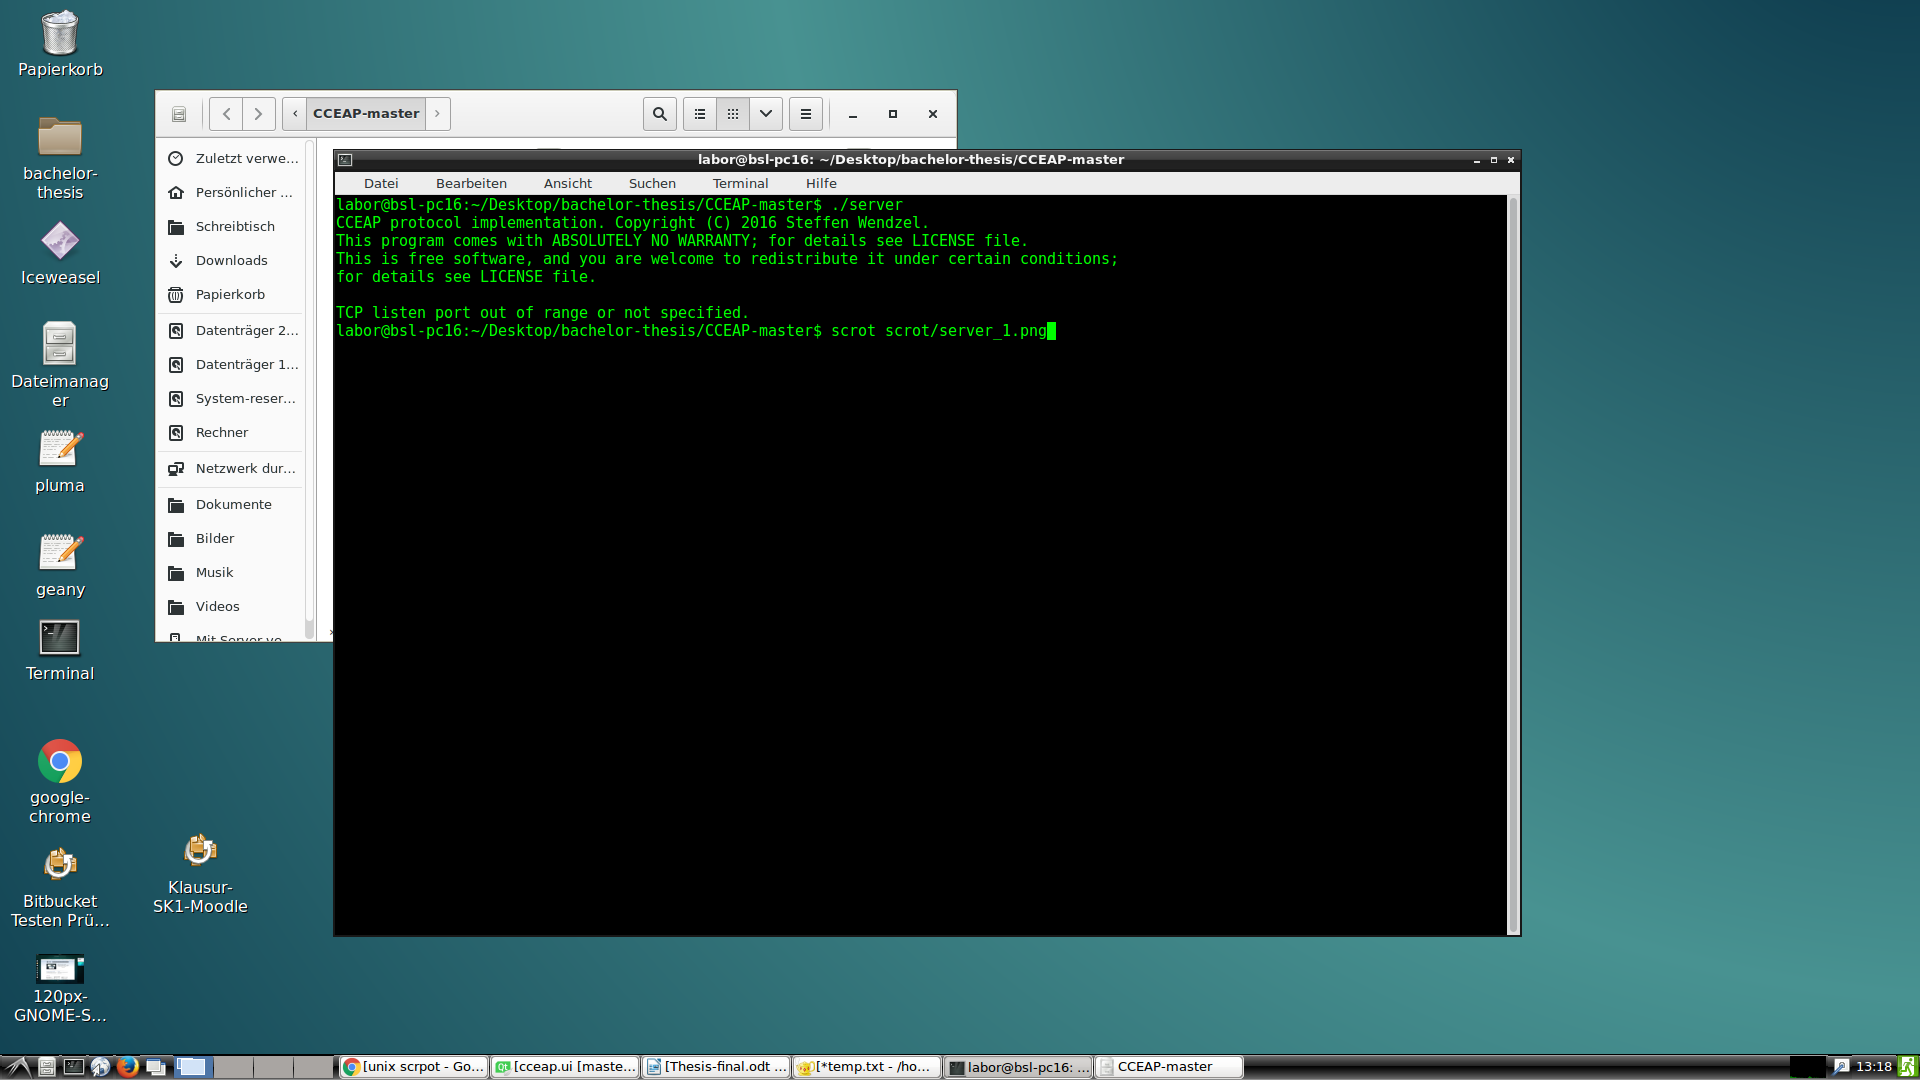 Papierkorb
bachelor-
thesis
Iceweasel
Dateimanag
er
pluma
geany
Terminal
google-
chrome
Bitbucket
Testen Prü...
Klausur-
SK1-Moodle
120px-
GNOME-S...
CCEAP-master
Zuletzt verwe...
Persönlicher ...
Schreibtisch
Downloads
Papierkorb
Datenträger 2...
Datenträger 1...
System-reser...
Rechner
Netzwerk dur...
Dokumente
Bilder
Musik
Videos
Mit Server ve
labor@bsl-pc16: ~/Desktop/bachelor-thesis/CCEAP-master
Datei Bearbeiten Ansicht Suchen Terminal Hilfe
labor@bsl-pc16:~/Desktop/bachelor-thesis/CCEAP-master$ ./server
CCEAP protocol implementation. Copyright (C) 2016 Steffen Wendzel.
This program comes with ABSOLUTELY NO WARRANTY; for details see LICENSE file.
This is free software, and you are welcome to redistribute it under certain conditions;
for details see LICENSE file.
TCP listen port out of range or not specified.
labor@bsl-pc16:~/Desktop/bachelor-thesis/CCEAP-master$ scrot scrot/server_1.png
[unix scrpot - Go... [cceap.ui [maste... [Thesis-final.odt ... [*temp.txt - /ho... labor@bsl-pc16: ... CCEAP-master 13:18